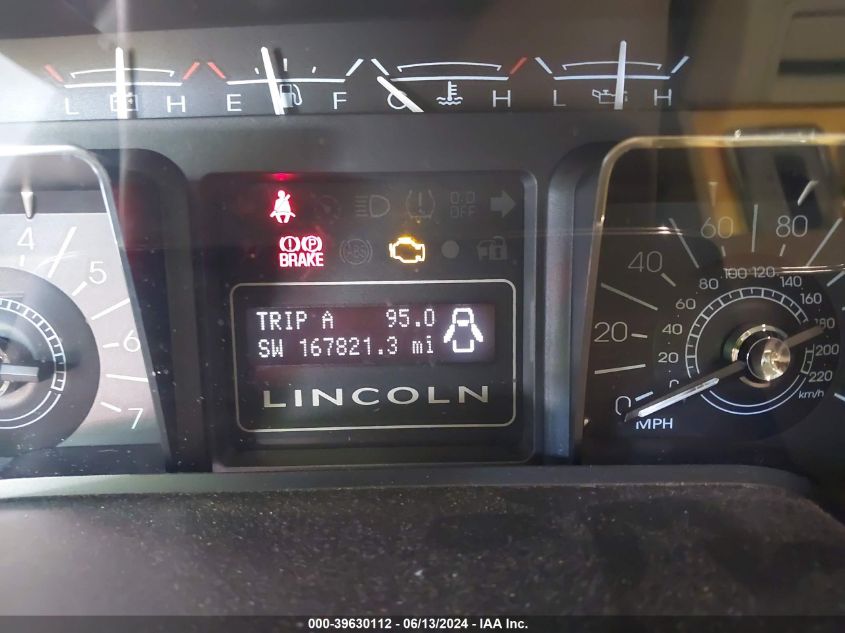 L H E F C H L H
4 5 6 7
BRAKE
O/D OFF
TRIP A 95.0
SW 167821.3 mi
LINCOLN
0 20 40 60 80
0 20 40 60 80 100 120 140 160 180 200 220
km/h
MPH
000-39630112 - 06/13/2024 - IAA Inc.